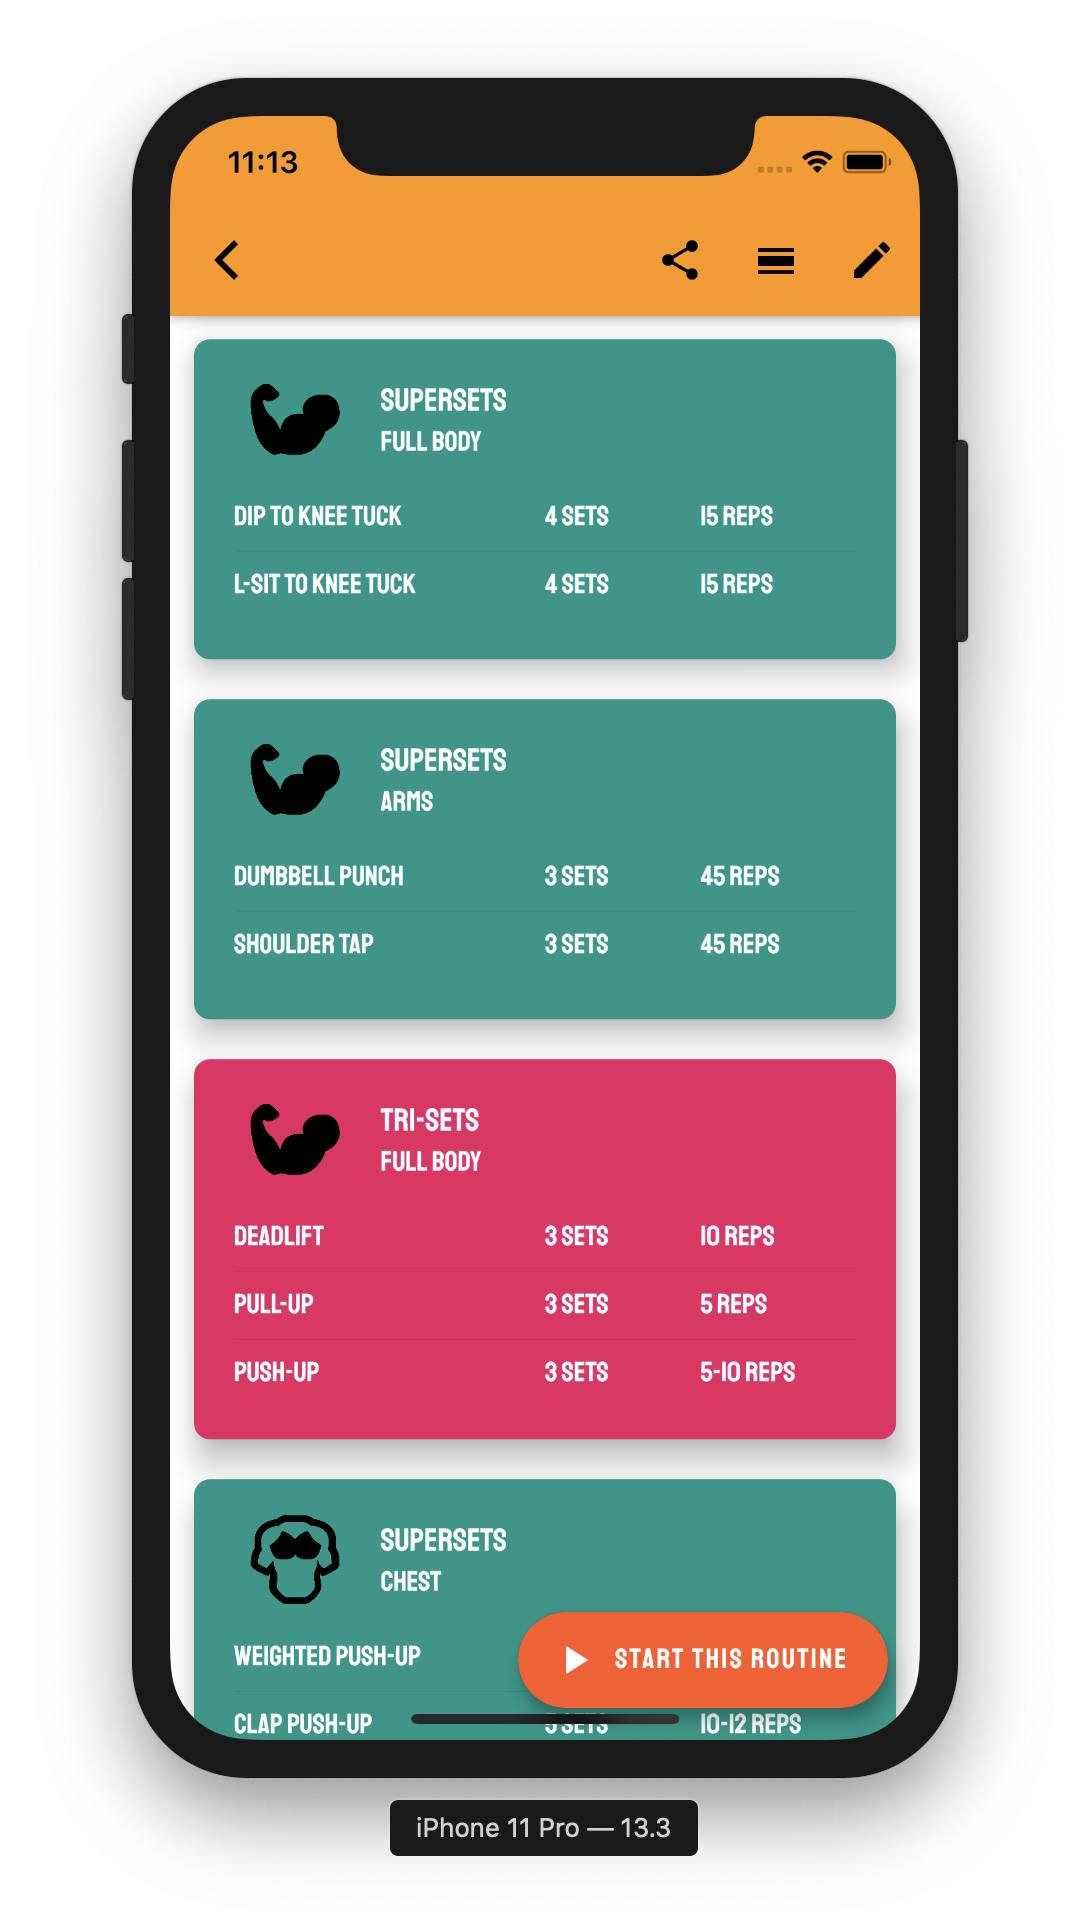 11:13
SUPERSETS
FULL BODY
DIP TO KNEE TUCK 4 SETS 15 REPS
L-SIT TO KNEE TUCK 4 SETS 15 REPS
SUPERSETS
ARMS
DUMBBELL PUNCH 3 SETS 45 REPS
SHOULDER TAP 3 SETS 45 REPS
TRI-SETS
FULL BODY
DEADLIFT 3 SETS 10 REPS
PULL-UP 3 SETS 5 REPS
PUSH-UP 3 SETS 5-10 REPS
SUPERSETS
CHEST
WEIGHTED PUSH-UP
START THIS ROUTINE
CLAP PUSH-UP SETS 10-12 REPS
iPhone 11 Pro — 13.3